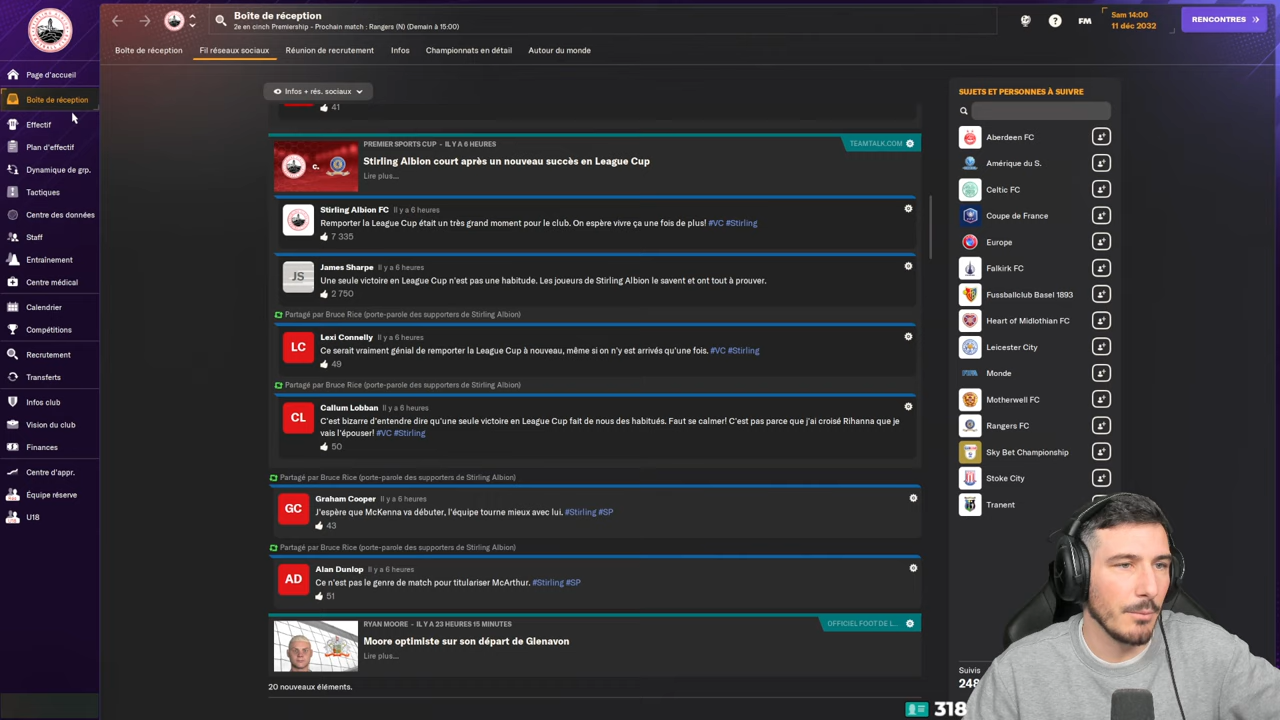 Boîte de réception
2e en cinch Premiership - Prochain match : Rangers (N) (Demain à 15:00)
FM
Sam 14:00
11 déc 2032
RENCONTRES
Boîte de réception
Fil réseaux sociaux
Réunion de recrutement
Infos
Championnats en détail
Autour du monde
Page d'accueil
Boîte de réception
Effectif
Plan d'effectif
Dynamique de grp.
Tactiques
Centre des données
Staff
Entraînement
Centre médical
Calendrier
Compétitions
Recrutement
Transferts
Infos club
Vision du club
Finances
Centre d'appr.
Équipe réserve
U18
Infos + rés. sociaux
41
PREMIER SPORTS CUP - IL Y A 6 HEURES
TEAMTALK.COM
Stirling Albion court après un nouveau succès en League Cup
Lire plus...
c.
Stirling Albion FC Il y a 6 heures
Remporter la League Cup était un très grand moment pour le club. On espère vivre ça une fois de plus! #VC #Stirling
7 335
JS
James Sharpe Il y a 6 heures
Une seule victoire en League Cup n'est pas une habitude. Les joueurs de Stirling Albion le savent et ont tout à prouver.
2 750
Partagé par Bruce Rice (porte-parole des supporters de Stirling Albion)
LC
Lexi Connelly Il y a 6 heures
Ce serait vraiment génial de remporter la League Cup à nouveau, même si on n'y est arrivés qu'une fois. #VC #Stirling
49
Partagé par Bruce Rice (porte-parole des supporters de Stirling Albion)
CL
Callum Lobban Il y a 6 heures
C'est bizarre d'entendre dire qu'une seule victoire en League Cup fait de nous des habitués. Faut se calmer! C'est pas parce que j'ai croisé Rihanna que je
vais l'épouser! #VC #Stirling
50
Partagé par Bruce Rice (porte-parole des supporters de Stirling Albion)
GC
Graham Cooper Il y a 6 heures
J'espère que McKenna va débuter, l'équipe tourne mieux avec lui. #Stirling #SP
43
Partagé par Bruce Rice (porte-parole des supporters de Stirling Albion)
AD
Alan Dunlop Il y a 6 heures
Ce n'est pas le genre de match pour titulariser McArthur. #Stirling #SP
51
RYAN MOORE - IL Y A 23 HEURES 15 MINUTES
OFFICIEL FOOT DE L...
Moore optimiste sur son départ de Glenavon
Lire plus...
20 nouveaux éléments.
SUJETS ET PERSONNES À SUIVRE
Aberdeen FC
Amérique du S.
Celtic FC
Coupe de France
Europe
Falkirk FC
Fussballclub Basel 1893
Heart of Midlothian FC
Leicester City
Monde
Motherwell FC
Rangers FC
Sky Bet Championship
Stoke City
Tranent
Suivis
248
318